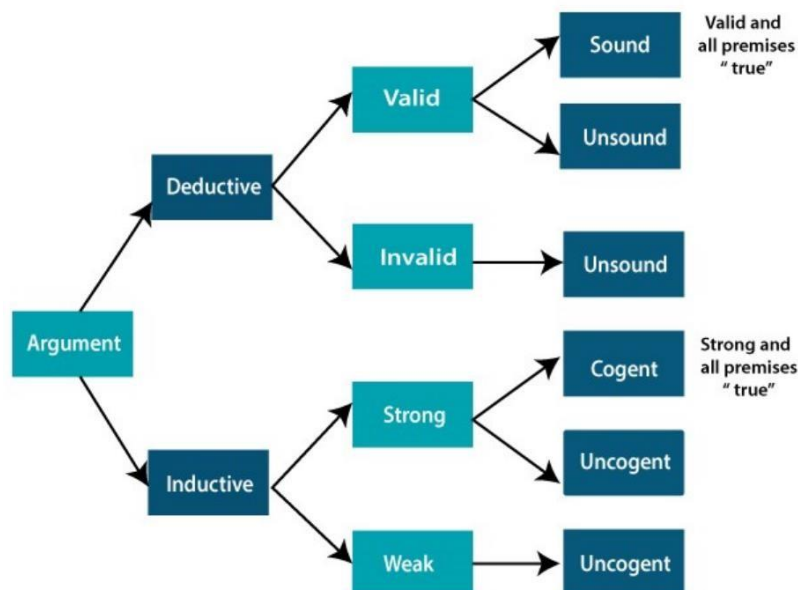 Sound
Valid and
all premises
“ true”
Valid
Unsound
Deductive
Invalid
Unsound
Argument
Strong and
all premises
“ true”
Cogent
Strong
Uncogent
Inductive
Weak
Uncogent